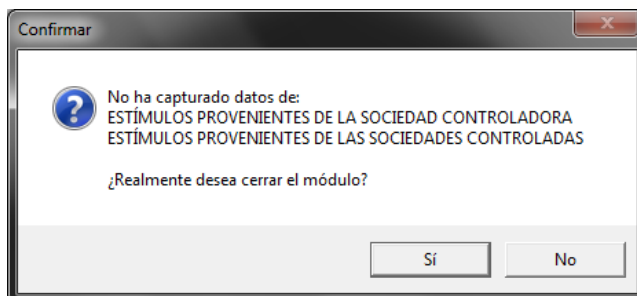 Confirmar
No ha capturado datos de:
ESTÍMULOS PROVENIENTES DE LA SOCIEDAD CONTROLADORA
ESTÍMULOS PROVENIENTES DE LAS SOCIEDADES CONTROLADAS
¿Realmente desea cerrar el módulo?
Sí
No